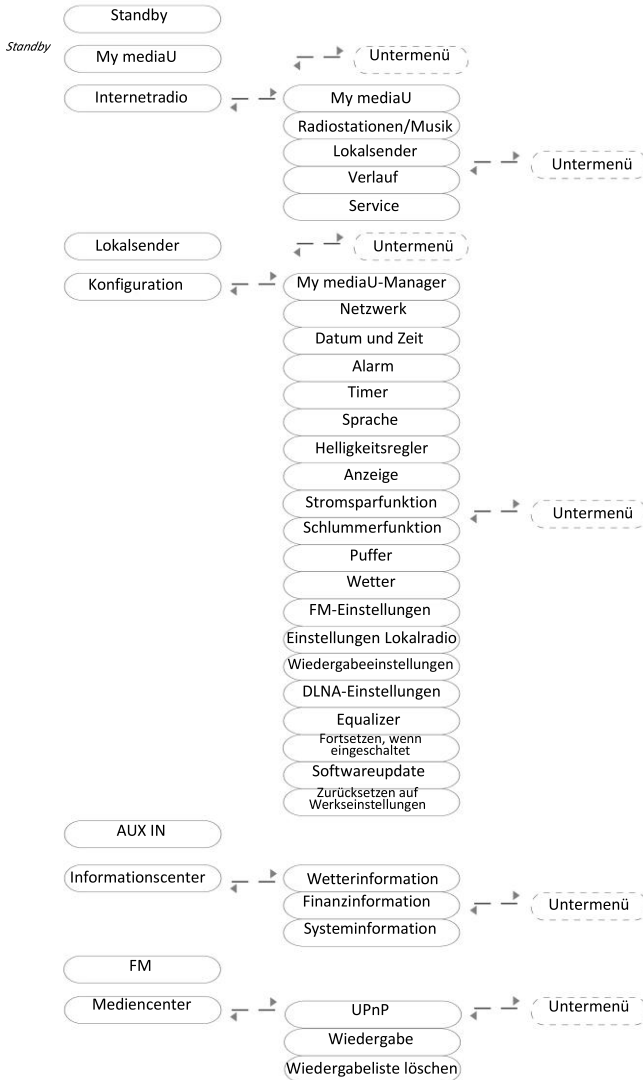 Standby
Standby
My mediaU
Untermenü
Internetradio
My mediaU
Radiostationen/Musik
Lokalsender
Verlauf
Untermenü
Service
Lokalsender
Untermenü
Konfiguration
My mediaU-Manager
Netzwerk
Datum und Zeit
Alarm
Timer
Sprache
Helligkeitsregler
Anzeige
Stromsparfunktion
Untermenü
Schlummerfunktion
Puffer
Wetter
FM-Einstellungen
Einstellungen Lokalradio
Wiedergabeeinstellungen
DLNA-Einstellungen
Equalizer
Fortsetzen, wenn
eingeschaltet
Softwareupdate
Zurücksetzen auf
Werkseinstellungen
AUX IN
Informationscenter
Wetterinformation
Finanzinformation
Untermenü
Systeminformation
FM
Mediencenter
UPnP
Untermenü
Wiedergabe
Wiedergabeliste löschen